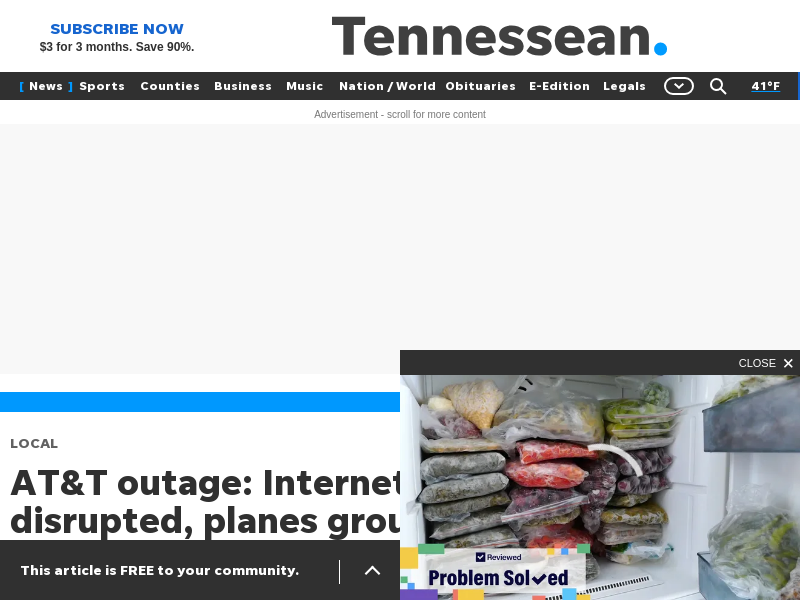 SUBSCRIBE NOW
$3 for 3 months. Save 90%.
Tennessean.
[ News ] Sports Counties Business Music Nation / World Obituaries E-Edition Legals 41°F
Advertisement - scroll for more content
CLOSE ×
LOCAL
AT&T outage: Internet
disrupted, planes grou
This article is FREE to your community.
Reviewed
Problem Solved